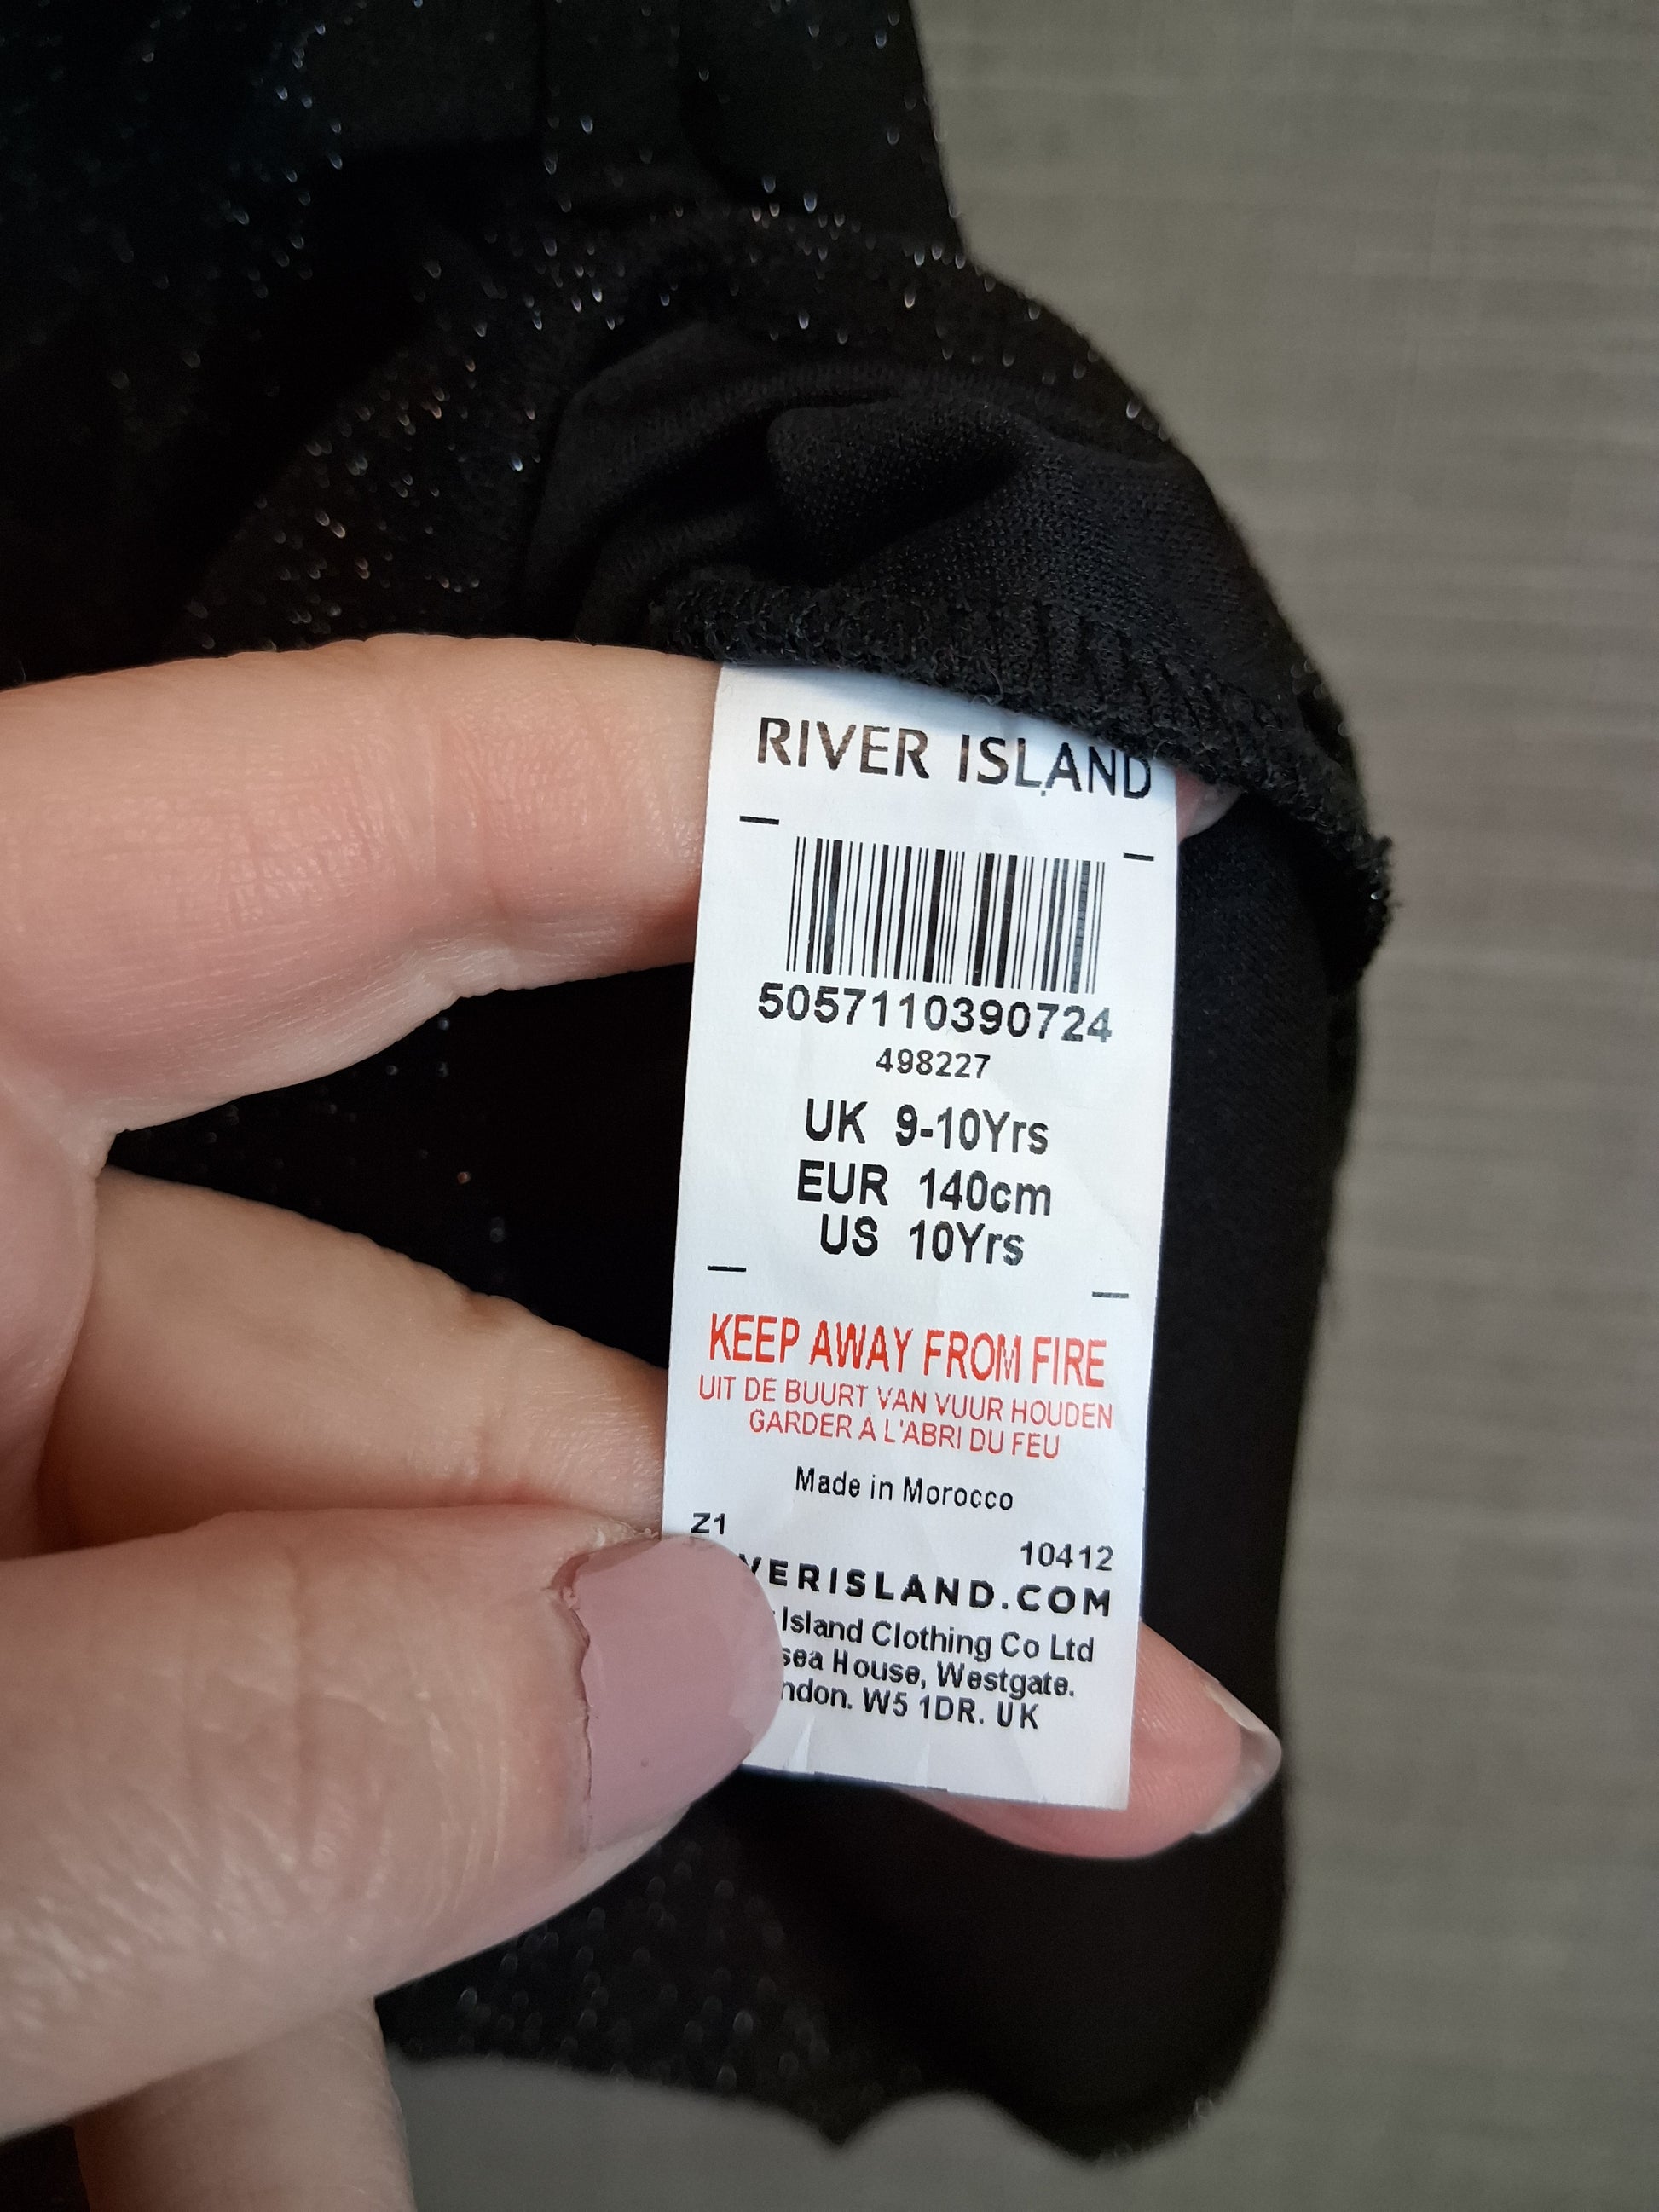 RIVER ISLAND
5057110390724
498227
UK 9-10Yrs
EUR 140cm
US 10Yrs
KEEP AWAY FROM FIRE
UIT DE BUURT VAN VUUR HOUDEN
GARDER A L'ABRI DU FEU
Made in Morocco
Z1
10412
VERISLAND.COM
Island Clothing Co Ltd
sea House, Westgate.
ndon. W5 1DR. UK